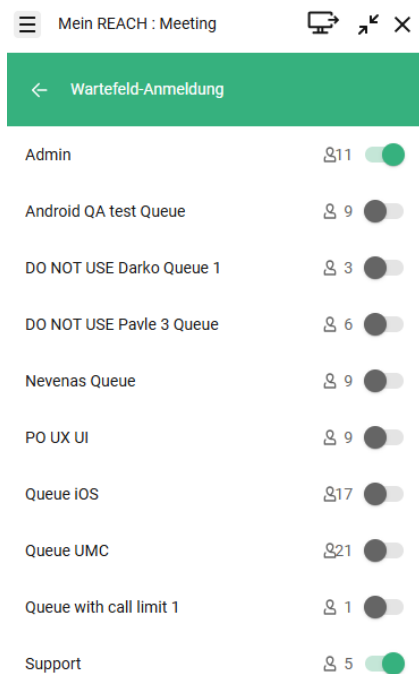 Mein REACH : Meeting
Wartefeld-Anmeldung
Admin 11
Android QA test Queue 9
DO NOT USE Darko Queue 1 3
DO NOT USE Pavle 3 Queue 6
Nevenas Queue 9
PO UX UI 9
Queue iOS 17
Queue UMC 21
Queue with call limit 1 1
Support 5